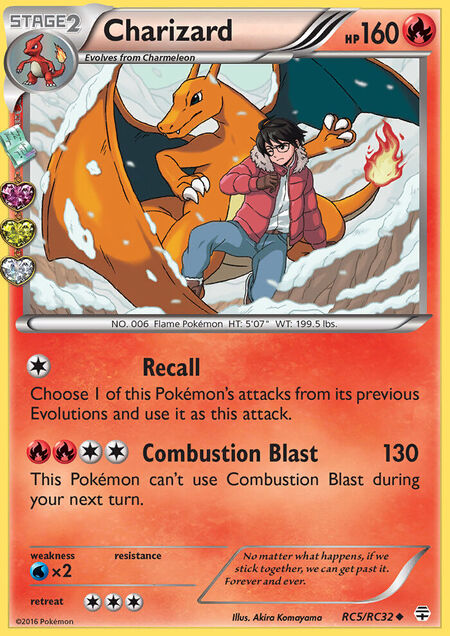 STAGE2 Charizard HP160
Evolves from Charmeleon
NO. 006 Flame Pokémon HT: 5'07" WT: 199.5 lbs.
Recall
Choose 1 of this Pokémon's attacks from its previous
Evolutions and use it as this attack.
Combustion Blast 130
This Pokémon can't use Combustion Blast during
your next turn.
weakness resistance
×2
retreat
No matter what happens, if we
stick together, we can get past it.
Forever and ever.
©2016 Pokémon Illus. Akira Komayama RC5/RC32